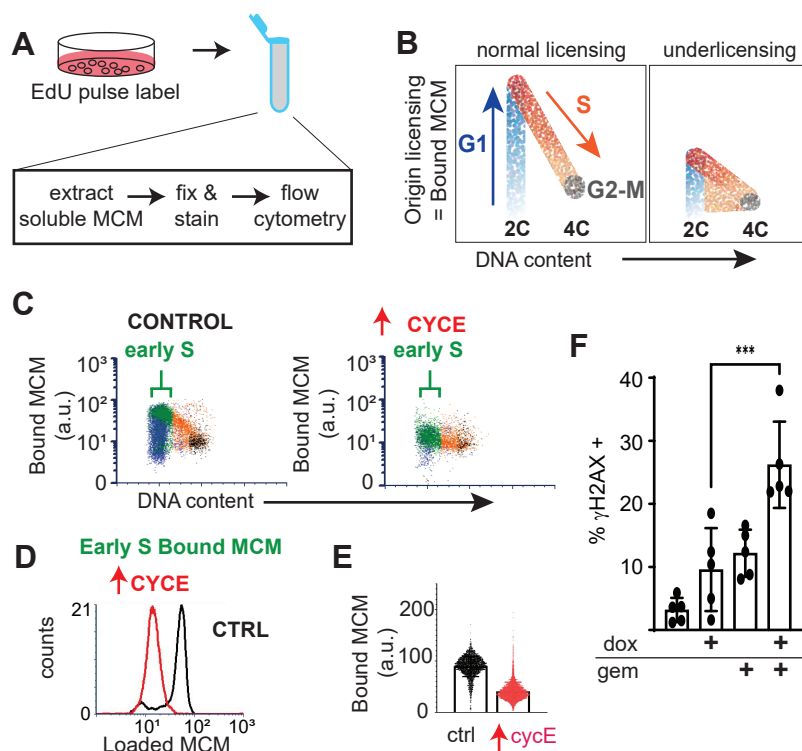 A
EdU pulse label
extract
soluble MCM
fix &
stain
flow
cytometry
B
normal licensing
underlicensing
Origin licensing
= Bound MCM
G1
S
G2-M
2C
4C
2C
4C
DNA content
C
CONTROL
early S
Bound MCM
(a.u.)
10³
10²
10¹
0
CYCE
early S
Bound MCM
(a.u.)
10³
10²
10¹
0
DNA content
D
Early S Bound MCM
CYCE
CTRL
counts
21
0
10¹
10²
10³
Loaded MCM
E
Bound MCM
(a.u.)
200
100
0
ctrl
cycE
F
***
% γH2AX +
40
30
20
10
dox
+
+
gem
+
+